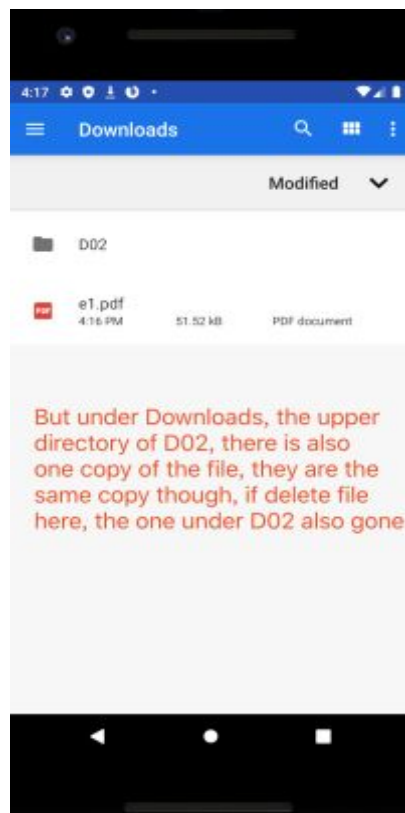 4:17
Downloads
Modified
D02
PDF
e1.pdf
4:16 PM 51.52 kB PDF document
But under Downloads, the upper
directory of D02, there is also
one copy of the file, they are the
same copy though, if delete file
here, the one under D02 also gone